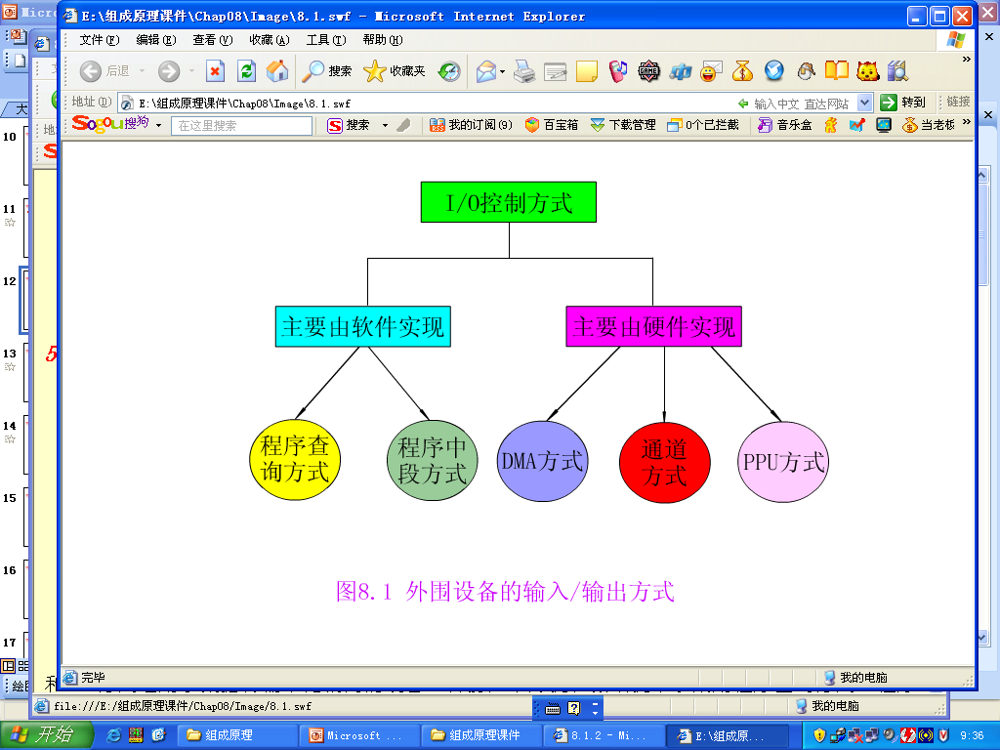 Micro
E:\组成原理课件\Chap08\Image\8.1.swf - Microsoft Internet Explorer
文件(F) 编辑(E) 查看(V) 收藏(A) 工具(T) 帮助(H)
后退 搜索 收藏夹
GAME
地址(D) E:\组成原理课件\Chap08\Image\8.1.swf 输入中文 直达网站 转到 链接
Sogou搜狗 在这里搜索 搜索 我的订阅(9) 百宝箱 下载管理 0个已拦截 音乐盒 当老板
大
10
11
12
13
14
15
16
17
5
I/O控制方式
主要由软件实现 主要由硬件实现
程序查询方式
程序中段方式
DMA方式
通道方式
PPU方式
图8.1 外围设备的输入/输出方式
完毕 我的电脑
绘
file:///E:/组成原理课件/Chap08/Image/8.1.swf 我的电脑
开始 组成原理 Microsoft ... 组成原理课件 8.1.2 - Mi... E:\组成原... 9:36